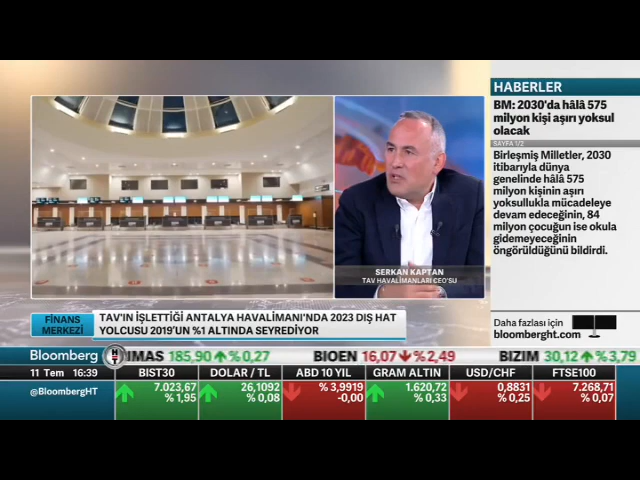 HABERLER
BM: 2030'da hâlâ 575
milyon kişi aşırı yoksul
olacak
SAYFA 1/2
Birleşmiş Milletler, 2030
itibarıyla dünya
genelinde hâlâ 575
milyon kişinin aşırı
yoksullukla mücadeleye
devam edeceğinin, 84
milyon çocuğun ise okula
gidemeyeceğinin
öngörüldüğünü bildirdi.
SERKAN KAPTAN
TAV HAVALİMANLARI CEO'SU
FİNANS
MERKEZİ
TAV'IN İŞLETTİĞİ ANTALYA HAVALİMANI'NDA 2023 DIŞ HAT
YOLCUSU 2019'UN %1 ALTINDA SEYREDİYOR
Daha fazlası için
bloomberght.com
Bloomberg HT
IMAS 185,90 %0,27 BIOEN 16,07 %2,49 BIZIM 30,12 %3,79
11 Tem 16:39
@BloombergHT
BIST30 DOLAR / TL ABD 10 YIL GRAM ALTIN USD/CHF FTSE100
7.023,67 26,1092 %3,9919 1.620,72 0,8831 7.268,71
%1,95 %0,08 -0,00 %0,33 %0,25 %0,07